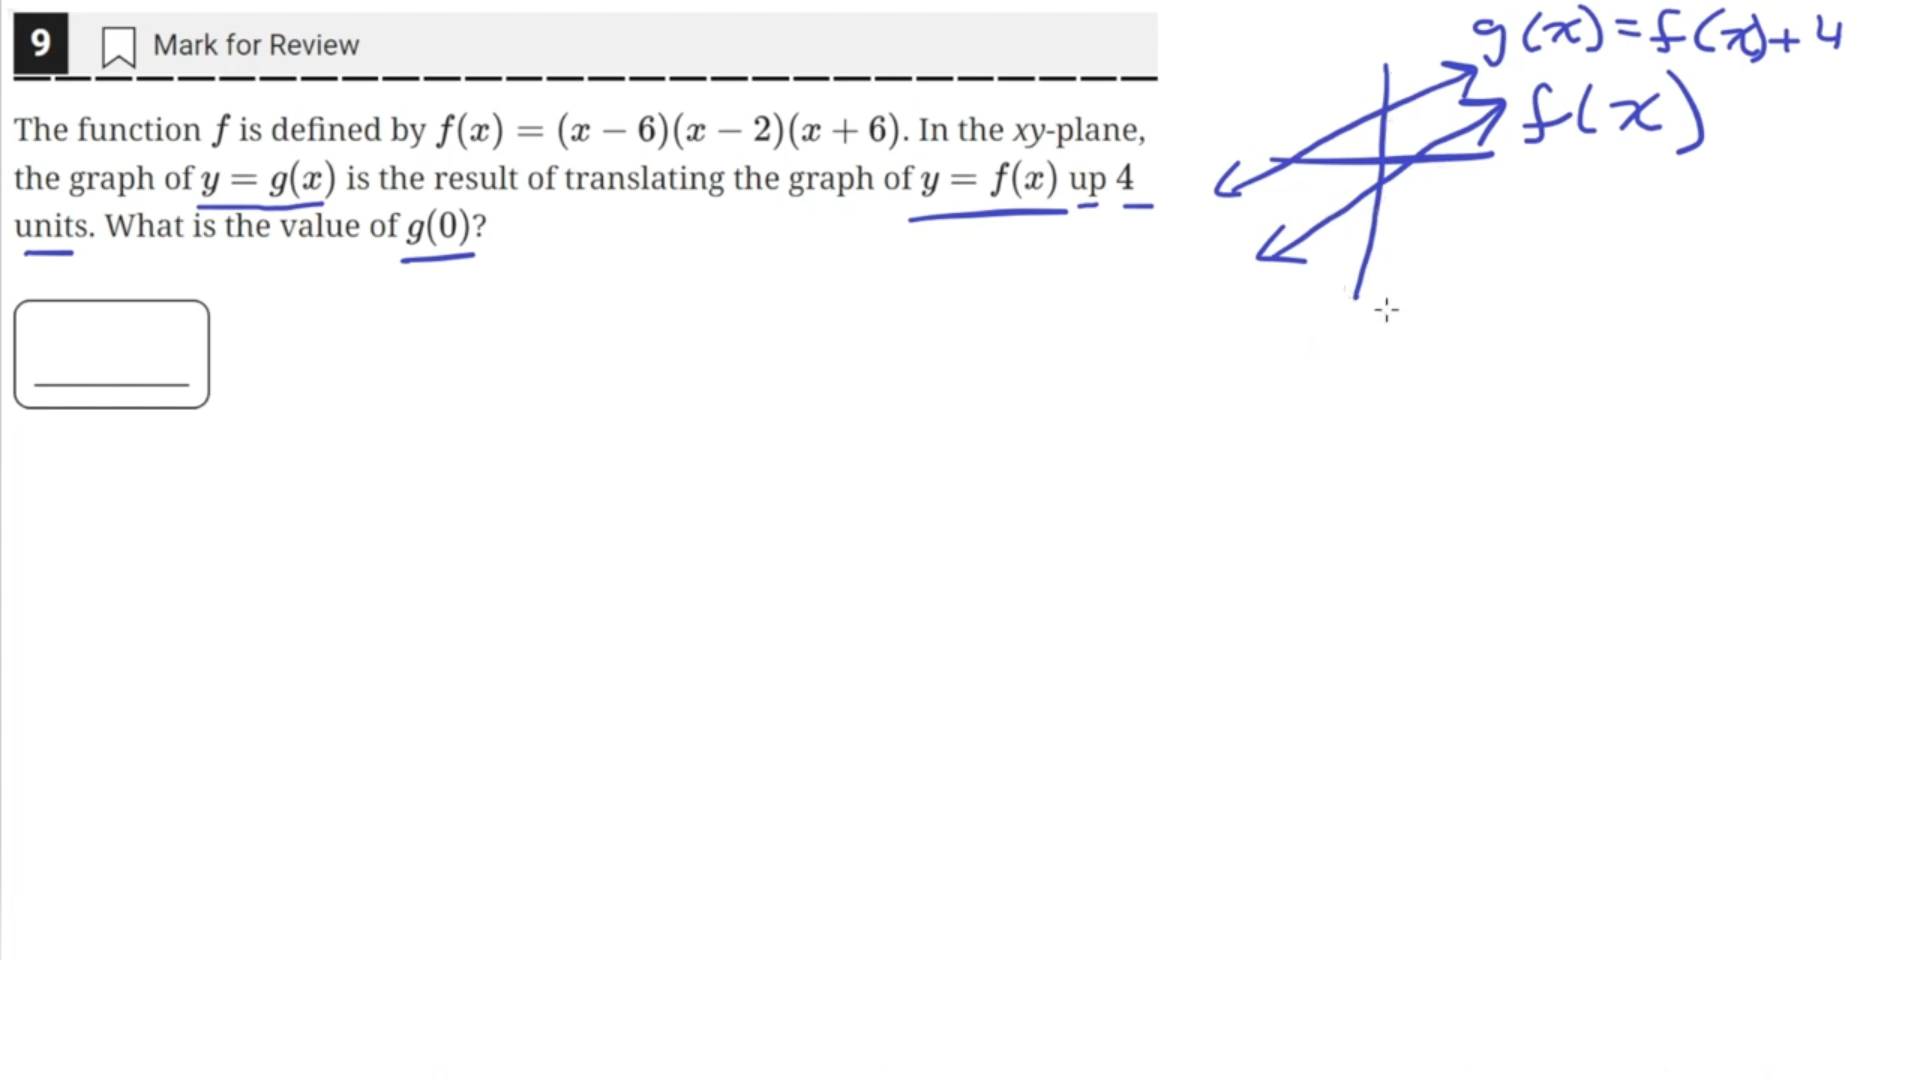 9 Mark for Review
The function f is defined by f(x) = (x − 6)(x − 2)(x + 6). In the xy-plane,
the graph of y = g(x) is the result of translating the graph of y = f(x) up 4
units. What is the value of g(0)?
g(x)=f(x)+4
f(x)